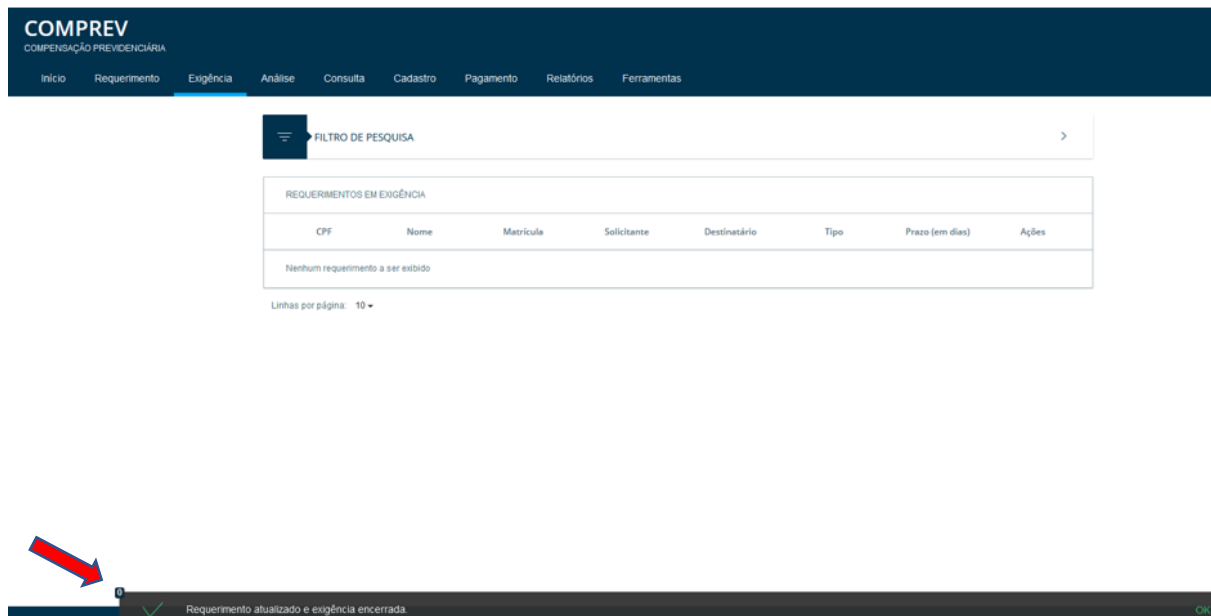 COMPREV
COMPENSAÇÃO PREVIDENCIÁRIA
Início Requerimento Exigência Análise Consulta Cadastro Pagamento Relatórios Ferramentas
FILTRO DE PESQUISA
REQUERIMENTOS EM EXIGÊNCIA
CPF Nome Matrícula Solicitante Destinatário Tipo Prazo (em dias) Ações
Nenhum requerimento a ser exibido
Linhas por página: 10
0
Requerimento atualizado e exigência encerrada. OK